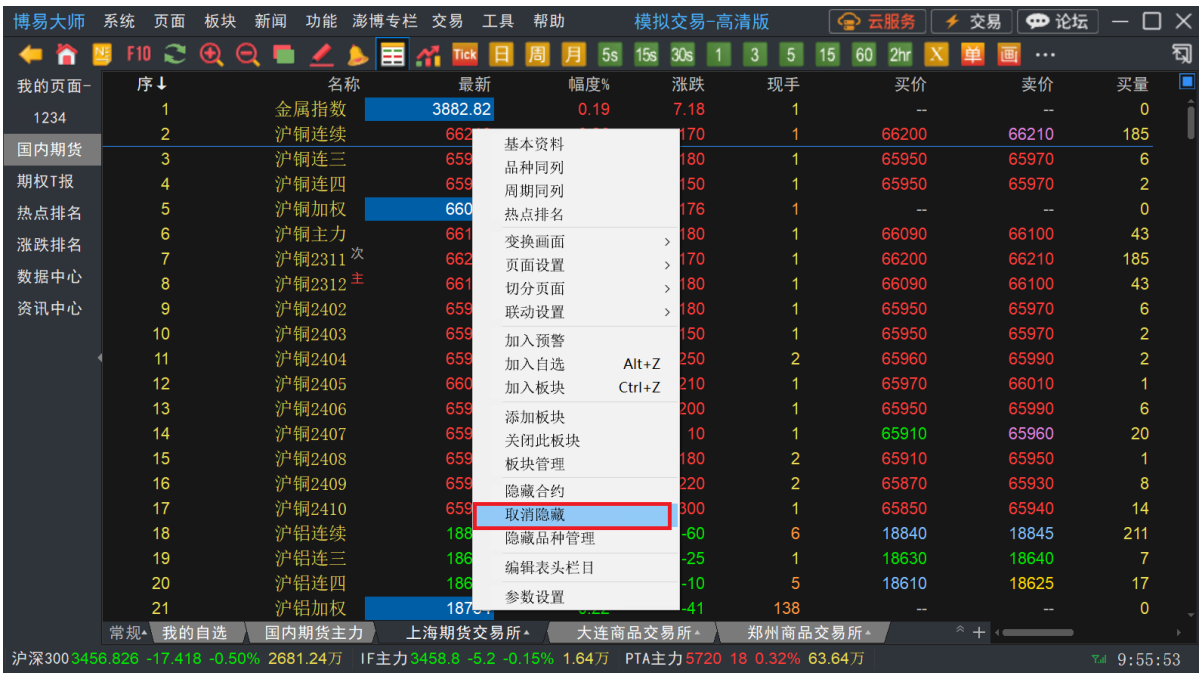 博易大师 系统 页面 板块 新闻 功能 澎博专栏 交易 工具 帮助 模拟交易-高清版 云服务 交易 论坛
F10 Tick 日 周 月 5s 15s 30s 1 3 5 15 60 2hr X 单 画 ···
我的页面-
1234
国内期货
期权T报
热点排名
涨跌排名
数据中心
资讯中心
序↓ 名称 最新 幅度% 涨跌 现手 买价 卖价 买量
1 金属指数 3882.82 0.19 7.18 1 -- -- 0
2 沪铜连续 662 170 1 66200 66210 185
3 沪铜连三 659 180 1 65950 65970 6
4 沪铜连四 659 150 1 65950 65970 2
5 沪铜加权 660 176 1 -- -- 0
6 沪铜主力 661 180 1 66090 66100 43
7 沪铜2311 次 662 170 1 66200 66210 185
8 沪铜2312 主 661 180 1 66090 66100 43
9 沪铜2402 659 180 1 65950 65970 6
10 沪铜2403 659 150 1 65950 65970 2
11 沪铜2404 659 250 2 65960 65990 2
12 沪铜2405 660 210 1 65970 66010 1
13 沪铜2406 659 200 1 65950 65990 6
14 沪铜2407 659 10 1 65910 65960 20
15 沪铜2408 659 180 2 65910 65950 1
16 沪铜2409 659 220 2 65870 65930 8
17 沪铜2410 659 300 1 65850 65940 14
18 沪铝连续 188 -60 6 18840 18845 211
19 沪铝连三 186 -25 1 18630 18640 7
20 沪铝连四 186 -10 5 18610 18625 17
21 沪铝加权 -41 138 -- -- 0
基本资料
品种同列
周期同列
热点排名
变换画面 >
页面设置 >
切分页面 >
联动设置 >
加入预警
加入自选 Alt+Z
加入板块 Ctrl+Z
添加板块
关闭此板块
板块管理
隐藏合约
取消隐藏
隐藏品种管理
编辑表头栏目
参数设置
常规 我的自选 国内期货主力 上海期货交易所 大连商品交易所 郑州商品交易所
沪深300 3456.826 -17.418 -0.50% 2681.24万 IF主力 3458.8 -5.2 -0.15% 1.64万 PTA主力 5720 18 0.32% 63.64万 9:55:53